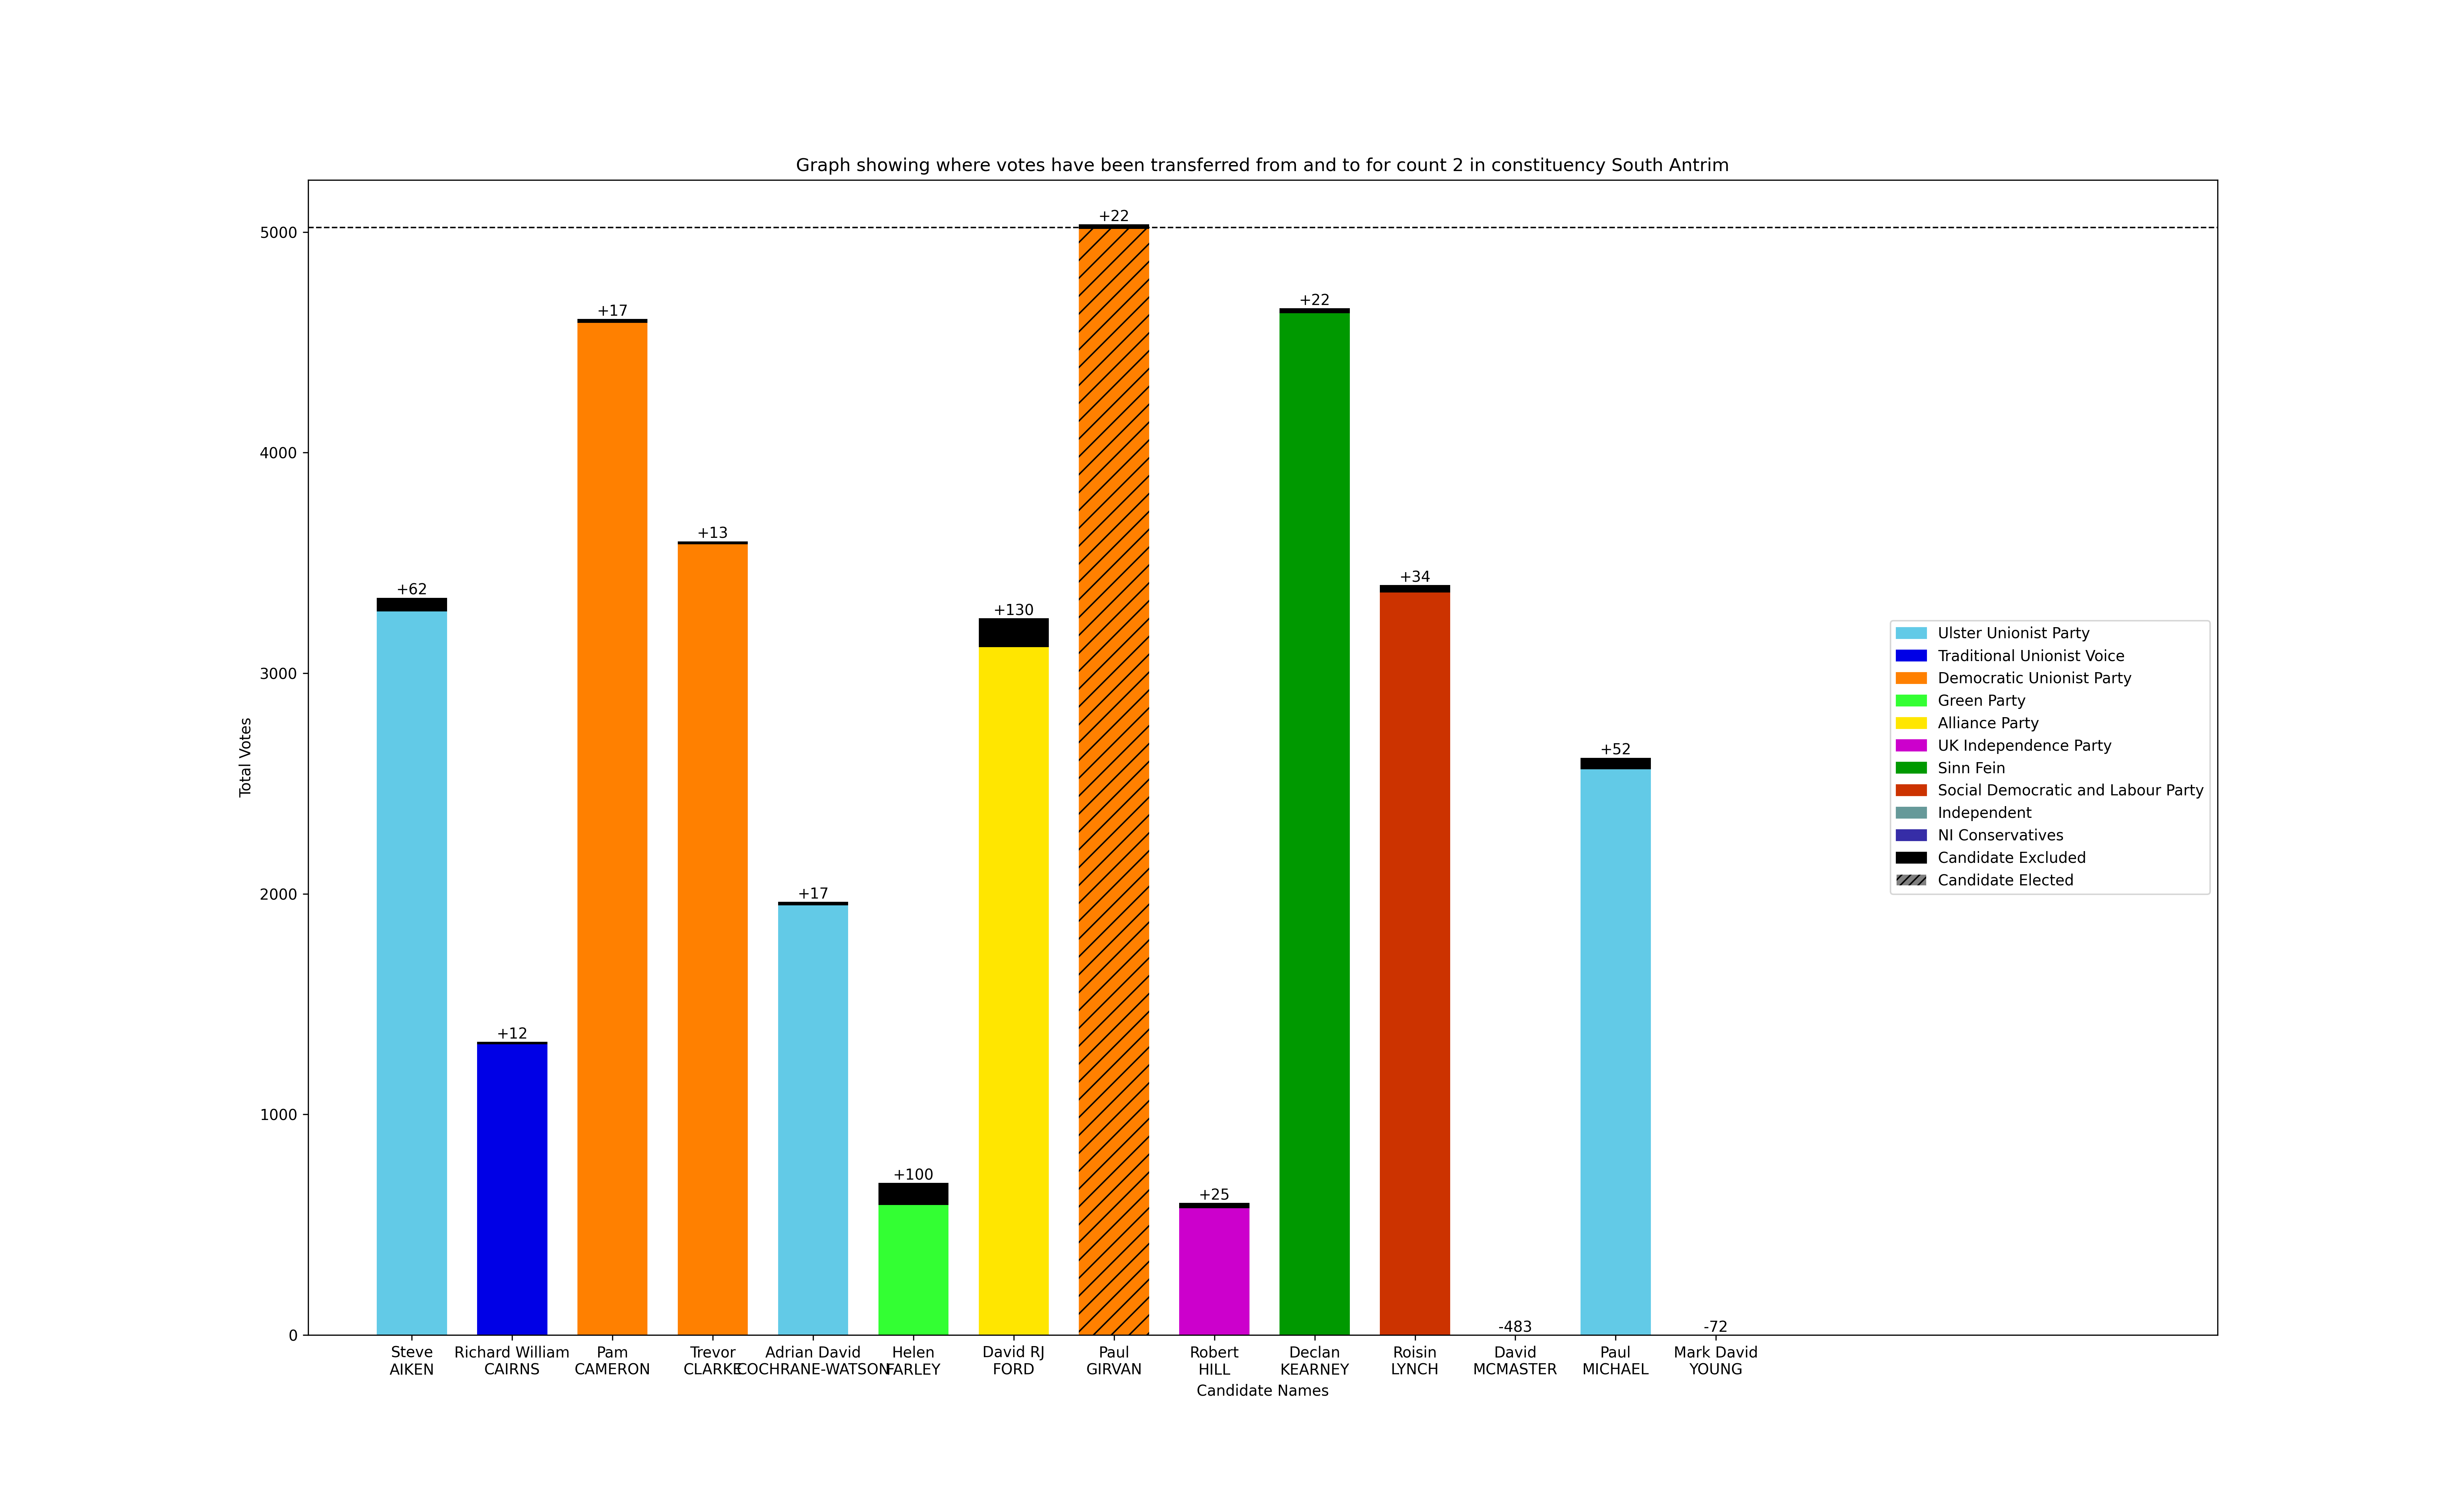 Graph showing where votes have been transferred from and to for count 2 in constituency South Antrim
Total Votes
5000
4000
3000
2000
1000
0
+62
+12
+17
+13
+17
+100
+130
+22
+25
+22
+34
-483
+52
-72
Ulster Unionist Party
Traditional Unionist Voice
Democratic Unionist Party
Green Party
Alliance Party
UK Independence Party
Sinn Fein
Social Democratic and Labour Party
Independent
NI Conservatives
Candidate Excluded
Candidate Elected
Steve
AIKEN
Richard William
CAIRNS
Pam
CAMERON
Trevor
CLARKE
Adrian David
COCHRANE-WATSON
Helen
FARLEY
David RJ
FORD
Paul
GIRVAN
Robert
HILL
Declan
KEARNEY
Roisin
LYNCH
David
MCMASTER
Paul
MICHAEL
Mark David
YOUNG
Candidate Names